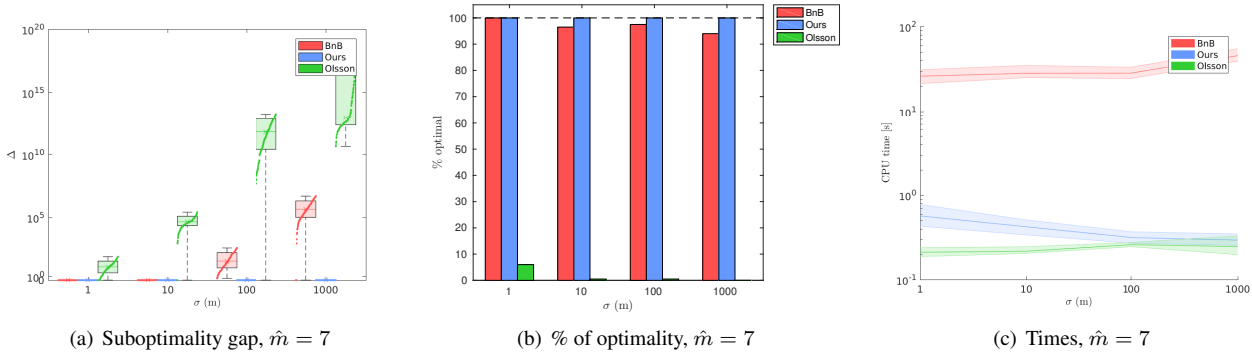 10^20
10^15
10^10
10^5
10^0
0
Δ
1
10
100
1000
σ (m)
BnB
Ours
Olsson
(a) Suboptimality gap, m̂ = 7
100
90
80
70
60
50
40
30
20
10
0
% optimal
1
10
100
1000
σ (m)
BnB
Ours
Olsson
(b) % of optimality, m̂ = 7
10^2
10^1
10^0
10^-1
CPU time [s]
1
10
100
1000
σ (m)
BnB
Ours
Olsson
(c) Times, m̂ = 7